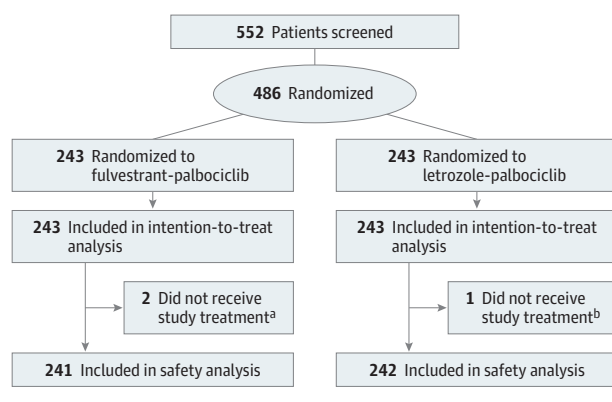 552 Patients screened
486 Randomized
243 Randomized to
fulvestrant-palbociclib
243 Randomized to
letrozole-palbociclib
243 Included in intention-to-treat
analysis
243 Included in intention-to-treat
analysis
2 Did not receive
study treatmentᵃ
1 Did not receive
study treatmentᵇ
241 Included in safety analysis
242 Included in safety analysis